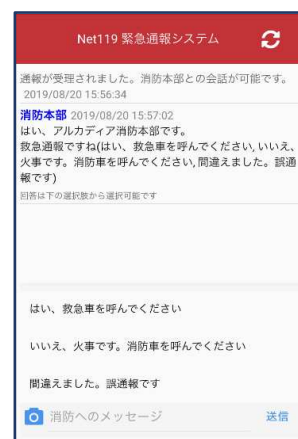 Net119 緊急通報システム
通報が受理されました。消防本部との会話が可能です。
2019/08/20 15:56:34
消防本部 2019/08/20 15:57:02
はい、アルカディア消防本部です。
救急通報ですね(はい、救急車を呼んでください, いいえ、
火事です。消防車を呼んでください, 間違えました。誤通
報です)
回答は下の選択肢から選択可能です
はい、救急車を呼んでください
いいえ、火事です。消防車を呼んでください
間違えました。誤通報です
消防へのメッセージ
送信